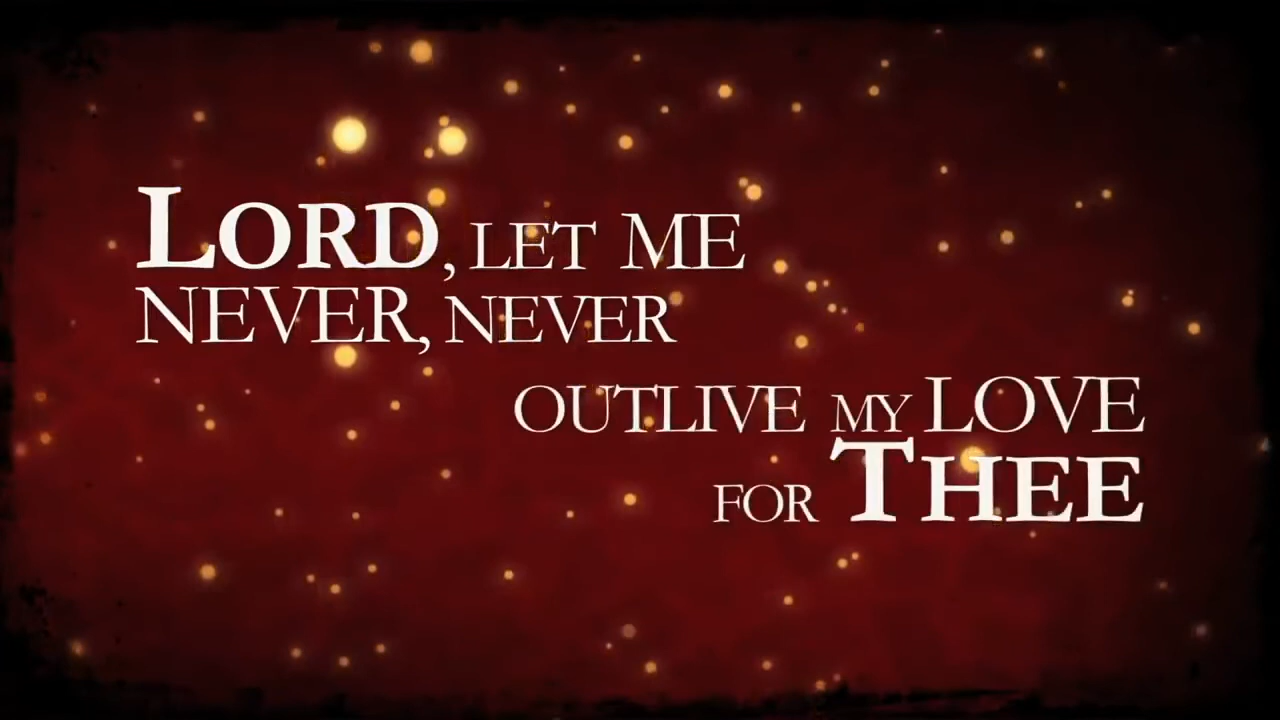 LORD, LET ME
NEVER, NEVER
OUTLIVE MY LOVE
FOR THEE